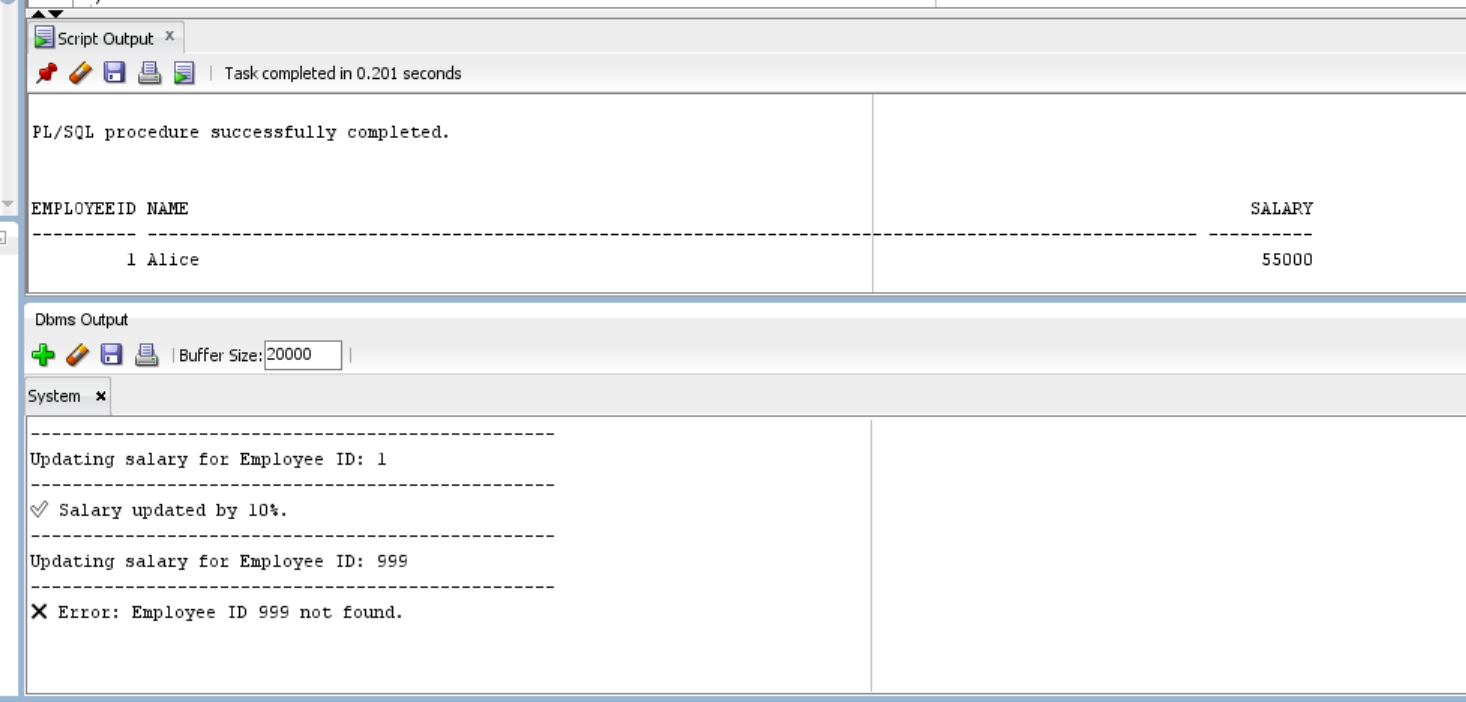 Script Output x
| Task completed in 0.201 seconds
PL/SQL procedure successfully completed.
EMPLOYEEID NAME SALARY
---------- ---------------------------------------------------------------------------------------------------- ----------
1 Alice 55000
Dbms Output
| Buffer Size: 20000 |
System x
--------------------------------------------------
Updating salary for Employee ID: 1
--------------------------------------------------
✅ Salary updated by 10%.
--------------------------------------------------
Updating salary for Employee ID: 999
--------------------------------------------------
❌ Error: Employee ID 999 not found.